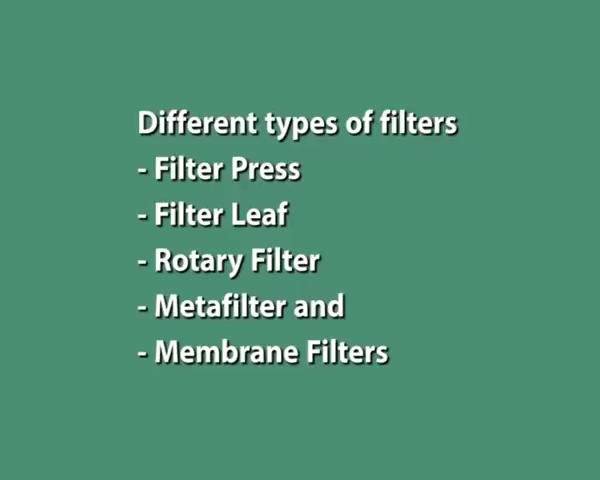 Different types of filters
- Filter Press
- Filter Leaf
- Rotary Filter
- Metafilter and
- Membrane Filters